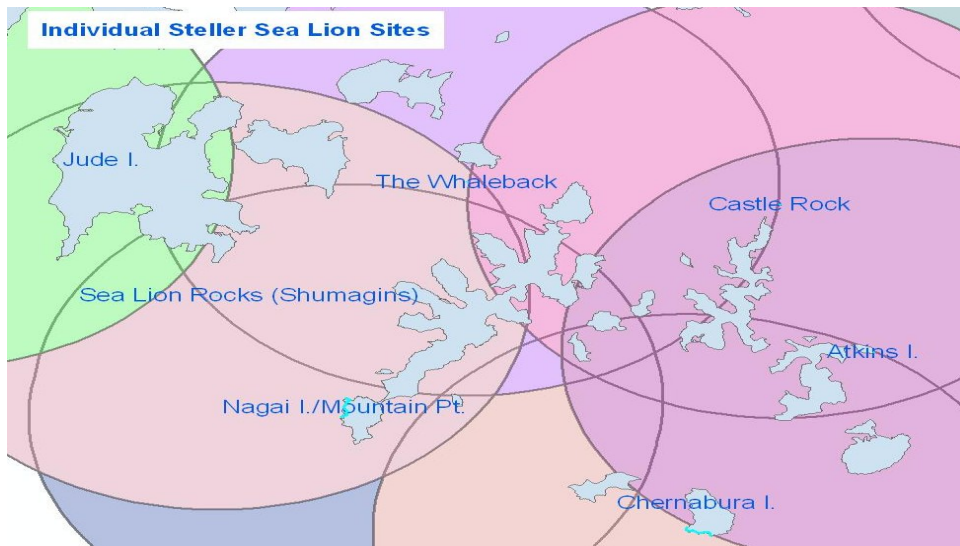 Individual Steller Sea Lion Sites
Jude I.
The Whaleback
Castle Rock
Sea Lion Rocks (Shumagins)
Atkins I.
Nagai I./Mountain Pt.
Chernabura I.